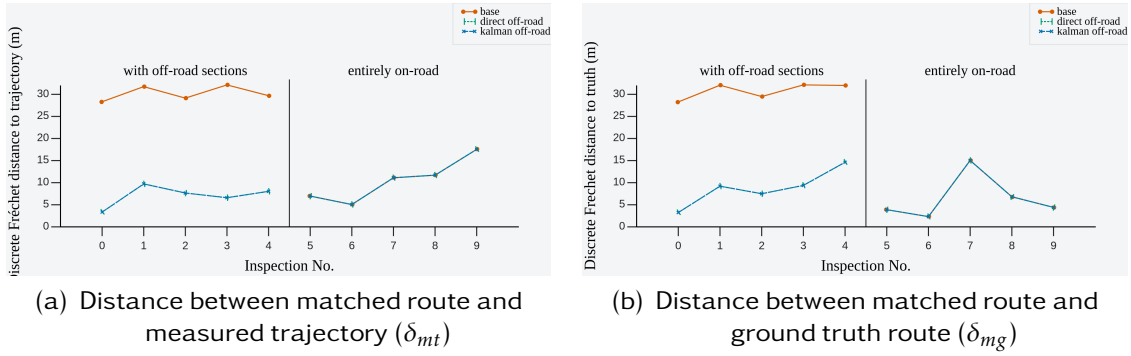 base
direct off-road
kalman off-road
Discrete Fréchet distance to trajectory (m)
with off-road sections
entirely on-road
30
25
20
15
10
5
0
0 1 2 3 4 5 6 7 8 9
Inspection No.
(a) Distance between matched route and
measured trajectory (δmt)
base
direct off-road
kalman off-road
Discrete Frechet distance to truth (m)
with off-road sections
entirely on-road
30
25
20
15
10
5
0
0 1 2 3 4 5 6 7 8 9
Inspection No.
(b) Distance between matched route and
ground truth route (δmg)